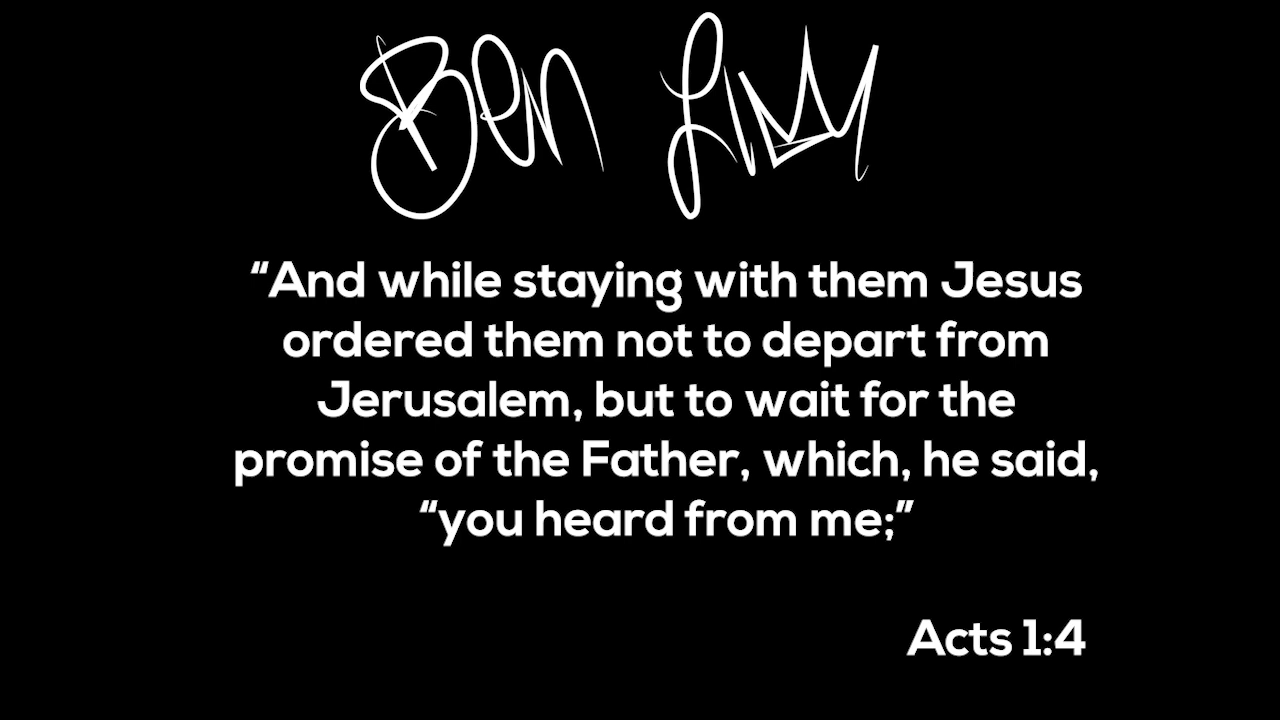 Ben
“And while staying with them Jesus
ordered them not to depart from
Jerusalem, but to wait for the
promise of the Father, which, he said,
“you heard from me;”
Acts 1:4